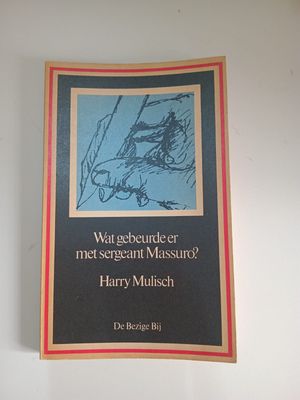 Wat gebeurde er
met sergeant Massuro?
Harry Mulisch
De Bezige Bij